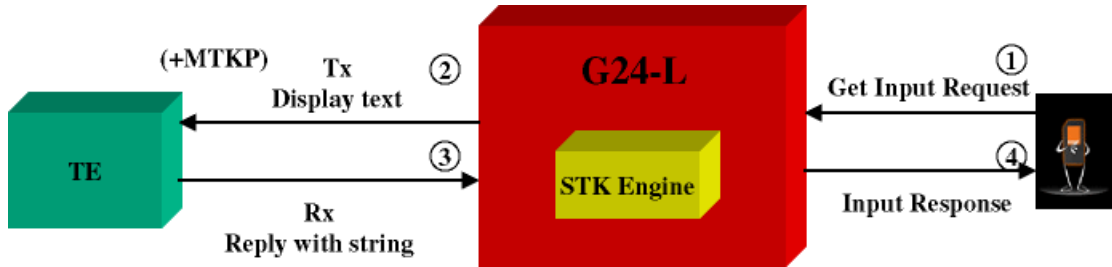 (+MTKP)
Tx
Display text
②
③
TE
Rx
Reply with string
G24-L
STK Engine
①
Get Input Request
④
Input Response